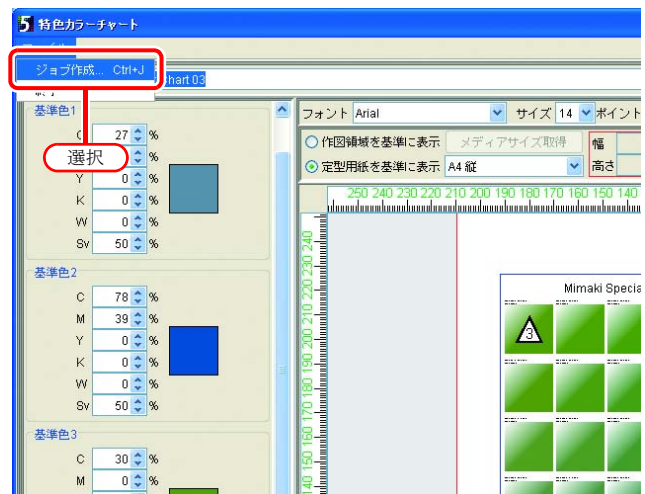 特色カラーチャート
ジョブ作成... Ctrl+J
hart 03
基準色1
27 %
選択
%
Y 0 %
K 0 %
W 0 %
Sv 50 %
基準色2
C 78 %
M 39 %
Y 0 %
K 0 %
W 0 %
Sv 50 %
基準色3
C 30 %
M 0 %
フォント Arial サイズ 14 ポイント
作図領域を基準に表示 メディアサイズ取得 幅
定型用紙を基準に表示 A4 縦 高さ
250 240 230 220 210 200 190 180 170 160 150 140
240
230
220
210
200
190
180
170
160
150
140
Mimaki Specia
3